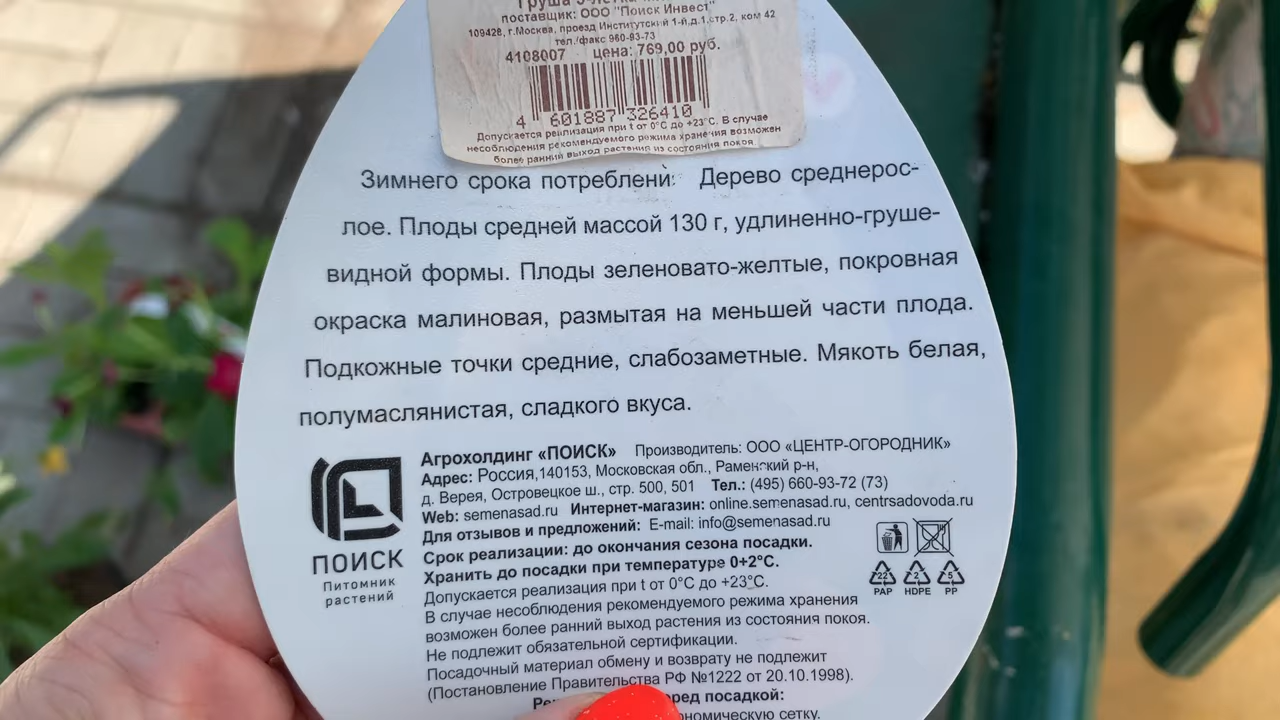 Груша
поставщик: ООО "Поиск Инвест"
109428, г.Москва, проезд Институтский 1-й,д.1,стр.2, ком 42
тел./факс 960-93-73
4108007 цена: 769,00 руб.
4 601887 326410
Допускается реализация при t от 0°C до +23°C. В случае
несоблюдения рекомендуемого режима хранения возможен
более ранний выход растения из состояния покоя
Зимнего срока потреблени Дерево среднерос-
лое. Плоды средней массой 130 г, удлиненно-груше-
видной формы. Плоды зеленовато-желтые, покровная
окраска малиновая, размытая на меньшей части плода.
Подкожные точки средние, слабозаметные. Мякоть белая,
полумаслянистая, сладкого вкуса.
Агрохолдинг «ПОИСК» Производитель: ООО «ЦЕНТР-ОГОРОДНИК»
Адрес: Россия,140153, Московская обл., Раменский р-н,
д. Верея, Островецкое ш., стр. 500, 501 Тел.: (495) 660-93-72 (73)
Web: semenasad.ru Интернет-магазин: online.semenasad.ru, centrsadovoda.ru
Для отзывов и предложений: E-mail: info@semenasad.ru
Срок реализации: до окончания сезона посадки.
Хранить до посадки при температуре 0+2°C.
Допускается реализация при t от 0°C до +23°C.
В случае несоблюдения рекомендуемого режима хранения
возможен более ранний выход растения из состояния покоя.
Не подлежит обязательной сертификации.
Посадочный материал обмену и возврату не подлежит
(Постановление Правительства РФ №1222 от 20.10.1998).
ПОИСК
Питомник
растений
22 2 5
PAP HDPE PP
посадкой:
сетку.